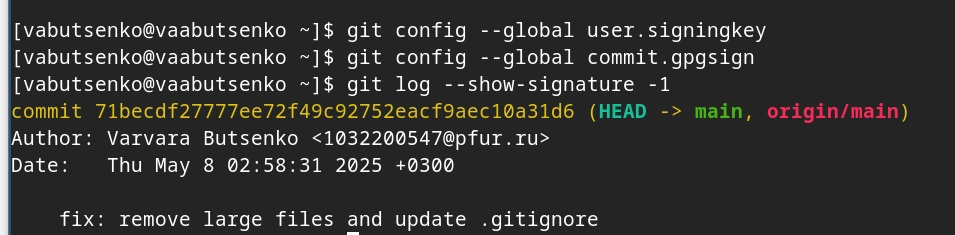 [vabutsenko@vaabutsenko ~]$ git config --global user.signingkey
[vabutsenko@vaabutsenko ~]$ git config --global commit.gpgsign
[vabutsenko@vaabutsenko ~]$ git log --show-signature -1
commit 71becdf27777ee72f49c92752eacf9aec10a31d6 (HEAD -> main, origin/main)
Author: Varvara Butsenko <1032200547@pfur.ru>
Date:   Thu May 8 02:58:31 2025 +0300
    fix: remove large files and update .gitignore